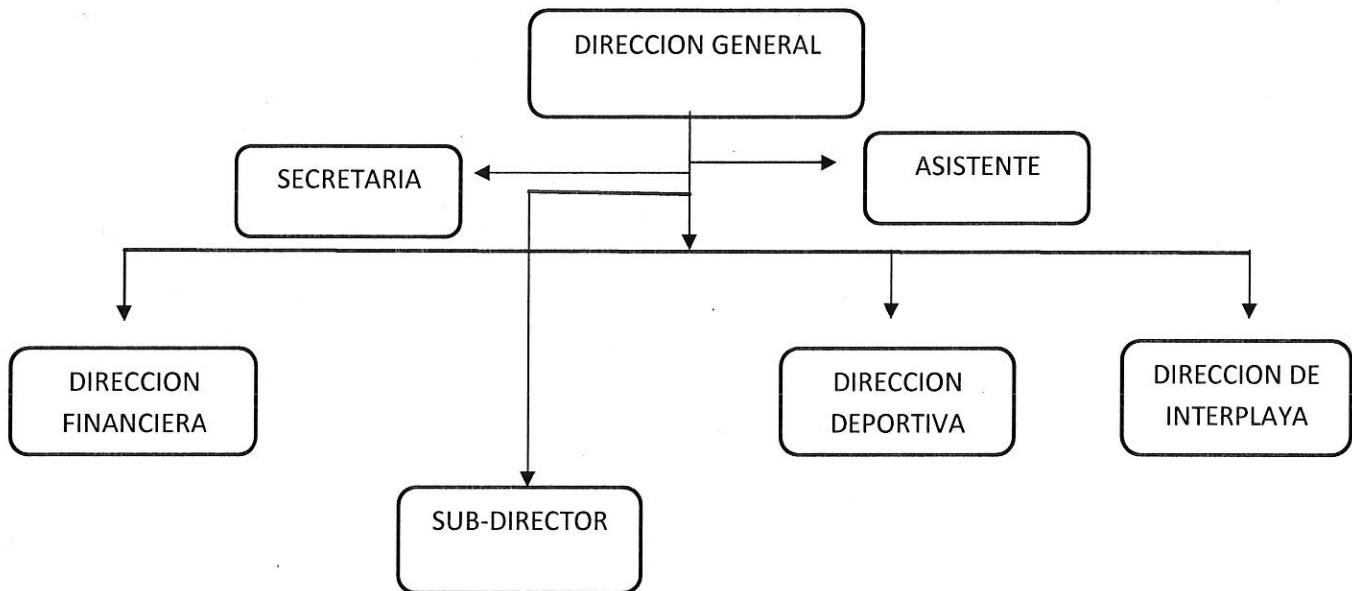 DIRECCION GENERAL
SECRETARIA
ASISTENTE
DIRECCION
FINANCIERA
DIRECCION
DEPORTIVA
DIRECCION DE
INTERPLAYA
SUB-DIRECTOR